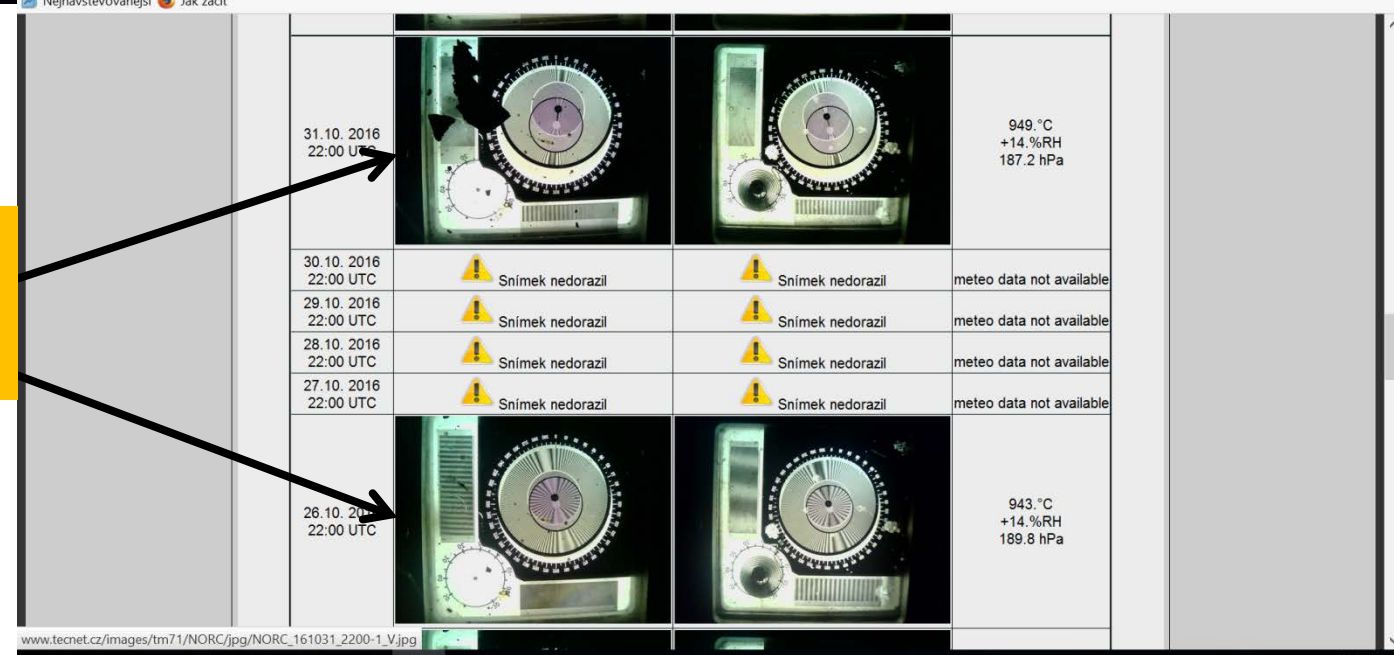 Nejnavštěvovanější Jak začít
31.10. 2016
22:00 UTC
949.°C
+14.%RH
187.2 hPa
30.10. 2016
22:00 UTC
Snímek nedorazil
Snímek nedorazil
meteo data not available
29.10. 2016
22:00 UTC
Snímek nedorazil
Snímek nedorazil
meteo data not available
28.10. 2016
22:00 UTC
Snímek nedorazil
Snímek nedorazil
meteo data not available
27.10. 2016
22:00 UTC
Snímek nedorazil
Snímek nedorazil
meteo data not available
26.10. 2016
22:00 UTC
943.°C
+14.%RH
189.8 hPa
www.tecnet.cz/images/tm71/NORC/jpg/NORC_161031_2200-1_V.jpg